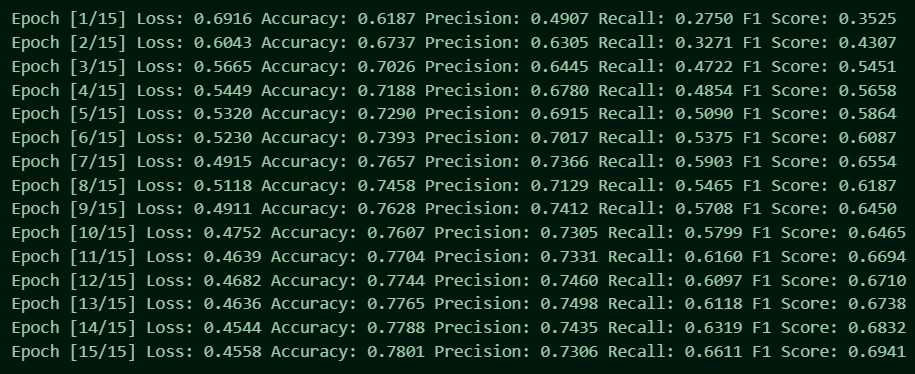 Epoch [1/15] Loss: 0.6916 Accuracy: 0.6187 Precision: 0.4907 Recall: 0.2750 F1 Score: 0.3525
Epoch [2/15] Loss: 0.6043 Accuracy: 0.6737 Precision: 0.6305 Recall: 0.3271 F1 Score: 0.4307
Epoch [3/15] Loss: 0.5665 Accuracy: 0.7026 Precision: 0.6445 Recall: 0.4722 F1 Score: 0.5451
Epoch [4/15] Loss: 0.5449 Accuracy: 0.7188 Precision: 0.6780 Recall: 0.4854 F1 Score: 0.5658
Epoch [5/15] Loss: 0.5320 Accuracy: 0.7290 Precision: 0.6915 Recall: 0.5090 F1 Score: 0.5864
Epoch [6/15] Loss: 0.5230 Accuracy: 0.7393 Precision: 0.7017 Recall: 0.5375 F1 Score: 0.6087
Epoch [7/15] Loss: 0.4915 Accuracy: 0.7657 Precision: 0.7366 Recall: 0.5903 F1 Score: 0.6554
Epoch [8/15] Loss: 0.5118 Accuracy: 0.7458 Precision: 0.7129 Recall: 0.5465 F1 Score: 0.6187
Epoch [9/15] Loss: 0.4911 Accuracy: 0.7628 Precision: 0.7412 Recall: 0.5708 F1 Score: 0.6450
Epoch [10/15] Loss: 0.4752 Accuracy: 0.7607 Precision: 0.7305 Recall: 0.5799 F1 Score: 0.6465
Epoch [11/15] Loss: 0.4639 Accuracy: 0.7704 Precision: 0.7331 Recall: 0.6160 F1 Score: 0.6694
Epoch [12/15] Loss: 0.4682 Accuracy: 0.7744 Precision: 0.7460 Recall: 0.6097 F1 Score: 0.6710
Epoch [13/15] Loss: 0.4636 Accuracy: 0.7765 Precision: 0.7498 Recall: 0.6118 F1 Score: 0.6738
Epoch [14/15] Loss: 0.4544 Accuracy: 0.7788 Precision: 0.7435 Recall: 0.6319 F1 Score: 0.6832
Epoch [15/15] Loss: 0.4558 Accuracy: 0.7801 Precision: 0.7306 Recall: 0.6611 F1 Score: 0.6941